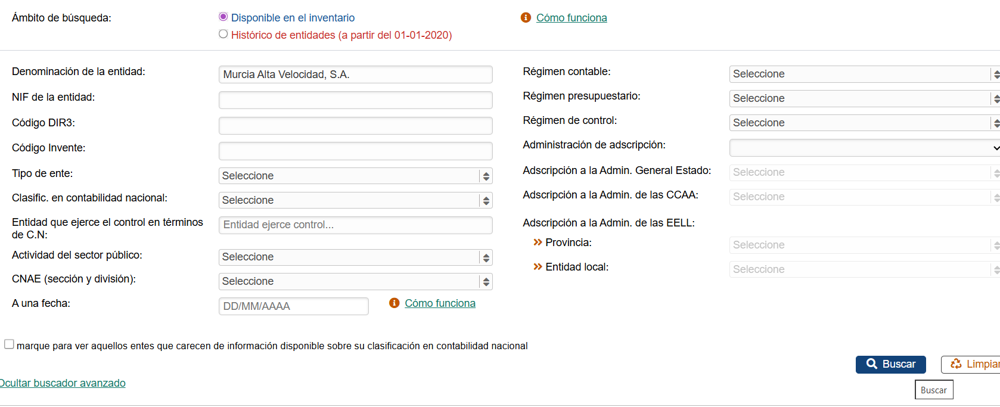 Ámbito de búsqueda:
Disponible en el inventario
Histórico de entidades (a partir del 01-01-2020)
Cómo funciona
Denominación de la entidad:
Murcia Alta Velocidad, S.A.
NIF de la entidad:
Código DIR3:
Código Invente:
Tipo de ente:
Seleccione
Clasific. en contabilidad nacional:
Seleccione
Entidad que ejerce el control en términos
de C.N:
Entidad ejerce control...
Actividad del sector público:
Seleccione
CNAE (sección y división):
Seleccione
A una fecha:
DD/MM/AAAA
Cómo funciona
Régimen contable:
Seleccione
Régimen presupuestario:
Seleccione
Régimen de control:
Seleccione
Administración de adscripción:
Adscripción a la Admin. General Estado:
Seleccione
Adscripción a la Admin. de las CCAA:
Seleccione
Adscripción a la Admin. de las EELL:
Provincia:
Seleccione
Entidad local:
Seleccione
marque para ver aquellos entes que carecen de información disponible sobre su clasificación en contabilidad nacional
Buscar
Limpiar
Ocultar buscador avanzado
Buscar